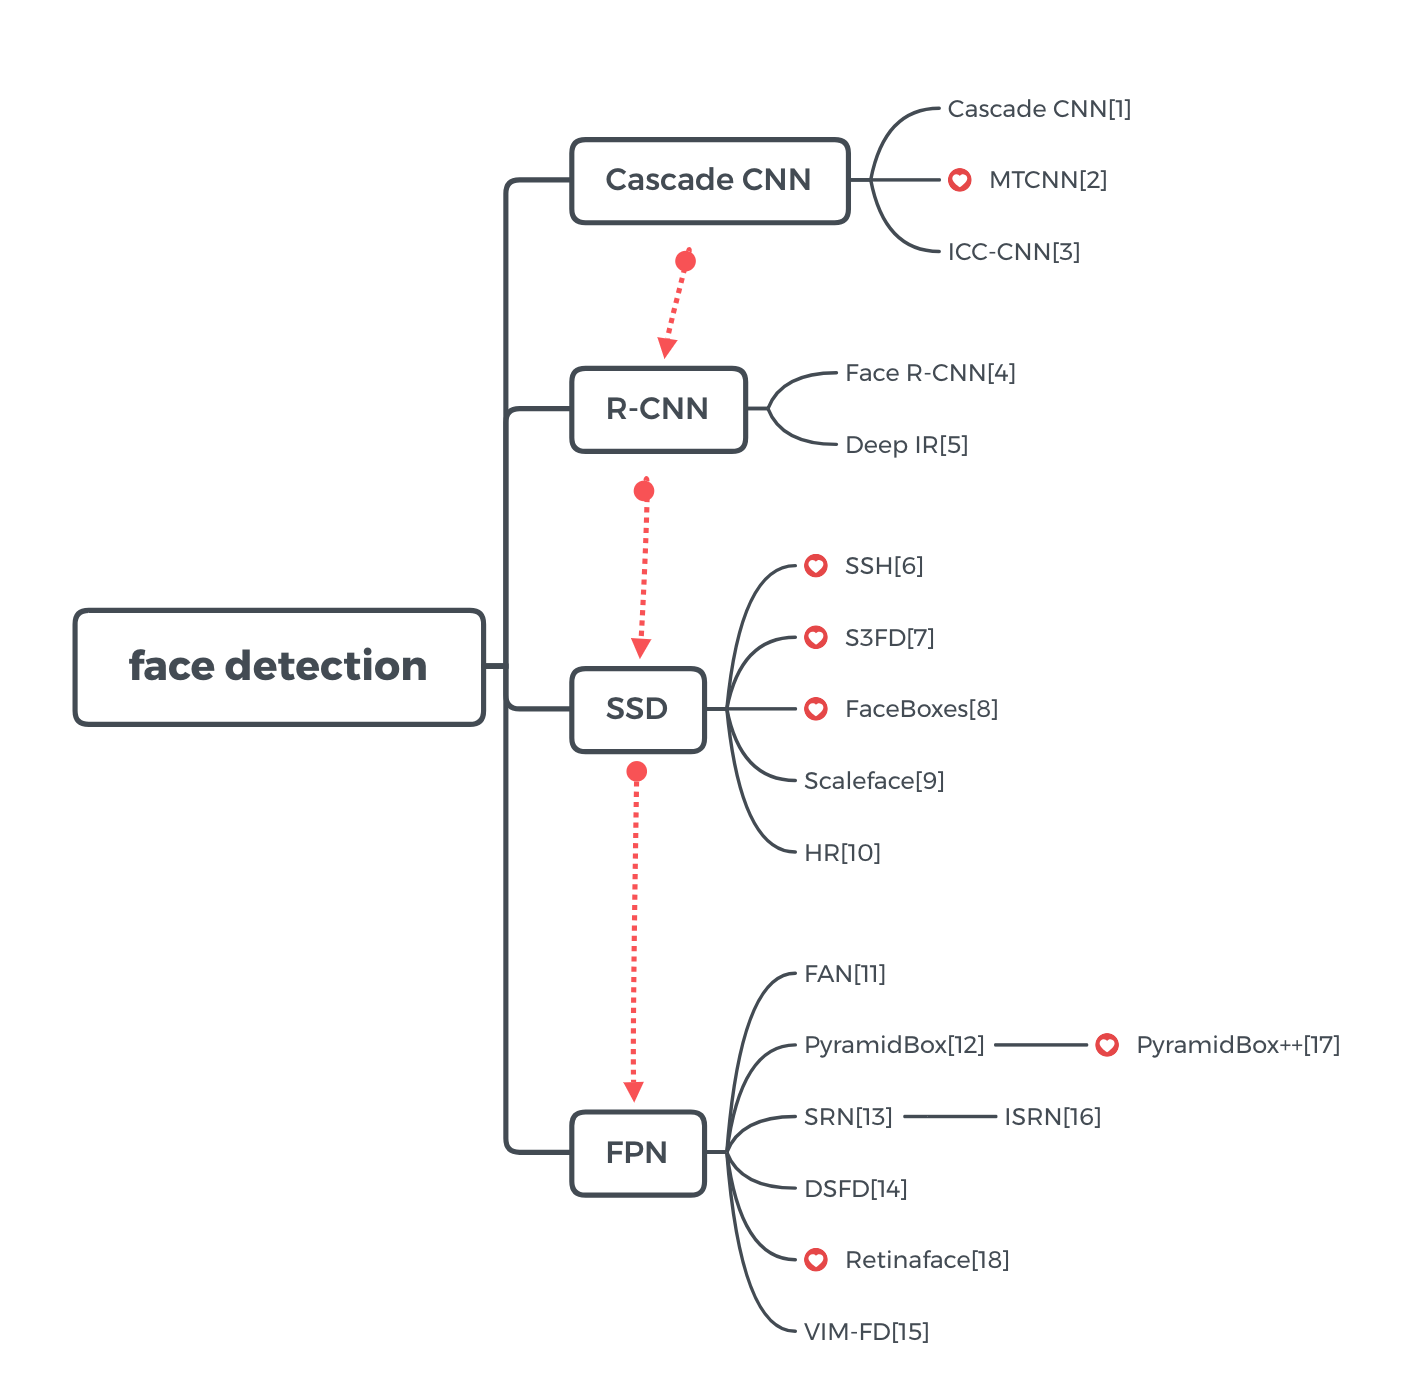 face detection
Cascade CNN
Cascade CNN[1]
MTCNN[2]
ICC-CNN[3]
R-CNN
Face R-CNN[4]
Deep IR[5]
SSD
SSH[6]
S3FD[7]
FaceBoxes[8]
Scaleface[9]
HR[10]
FPN
FAN[11]
PyramidBox[12]
PyramidBox++[17]
SRN[13]
ISRN[16]
DSFD[14]
Retinaface[18]
VIM-FD[15]